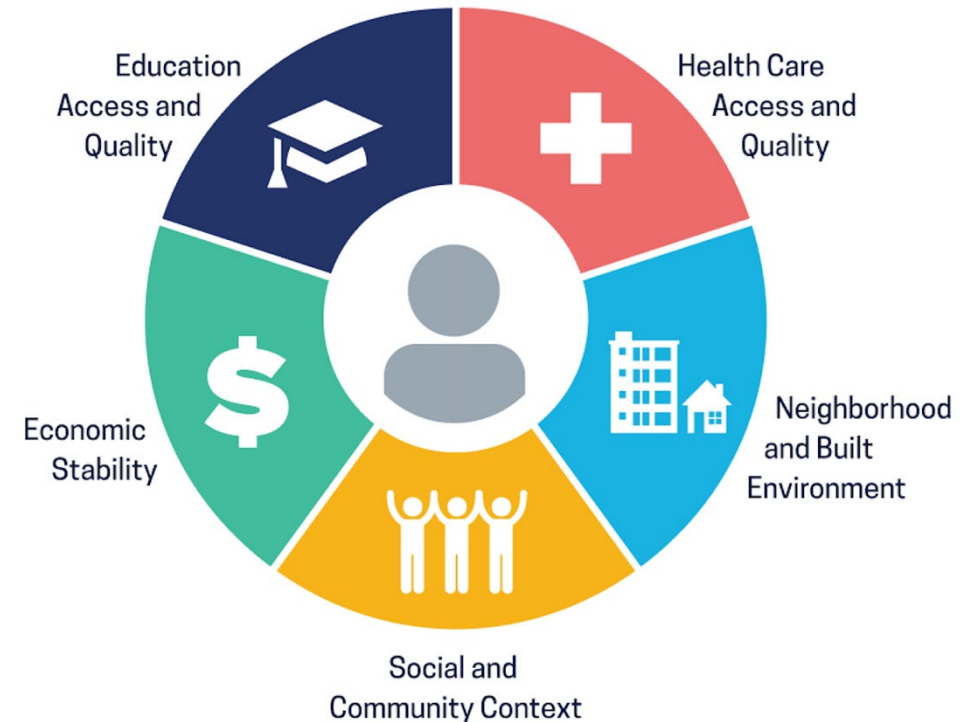 Education
Access and
Quality
Health Care
Access and
Quality
Economic
Stability
Neighborhood
and Built
Environment
Social and
Community Context